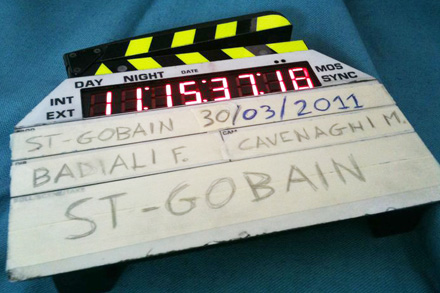 DAY NIGHT DATE MOS
INT SYNC
EXT
11:15:37:18
ST-GOBAIN 30/03/2011
BADIALI F. CAVENAGHI M.
ST-GOBAIN